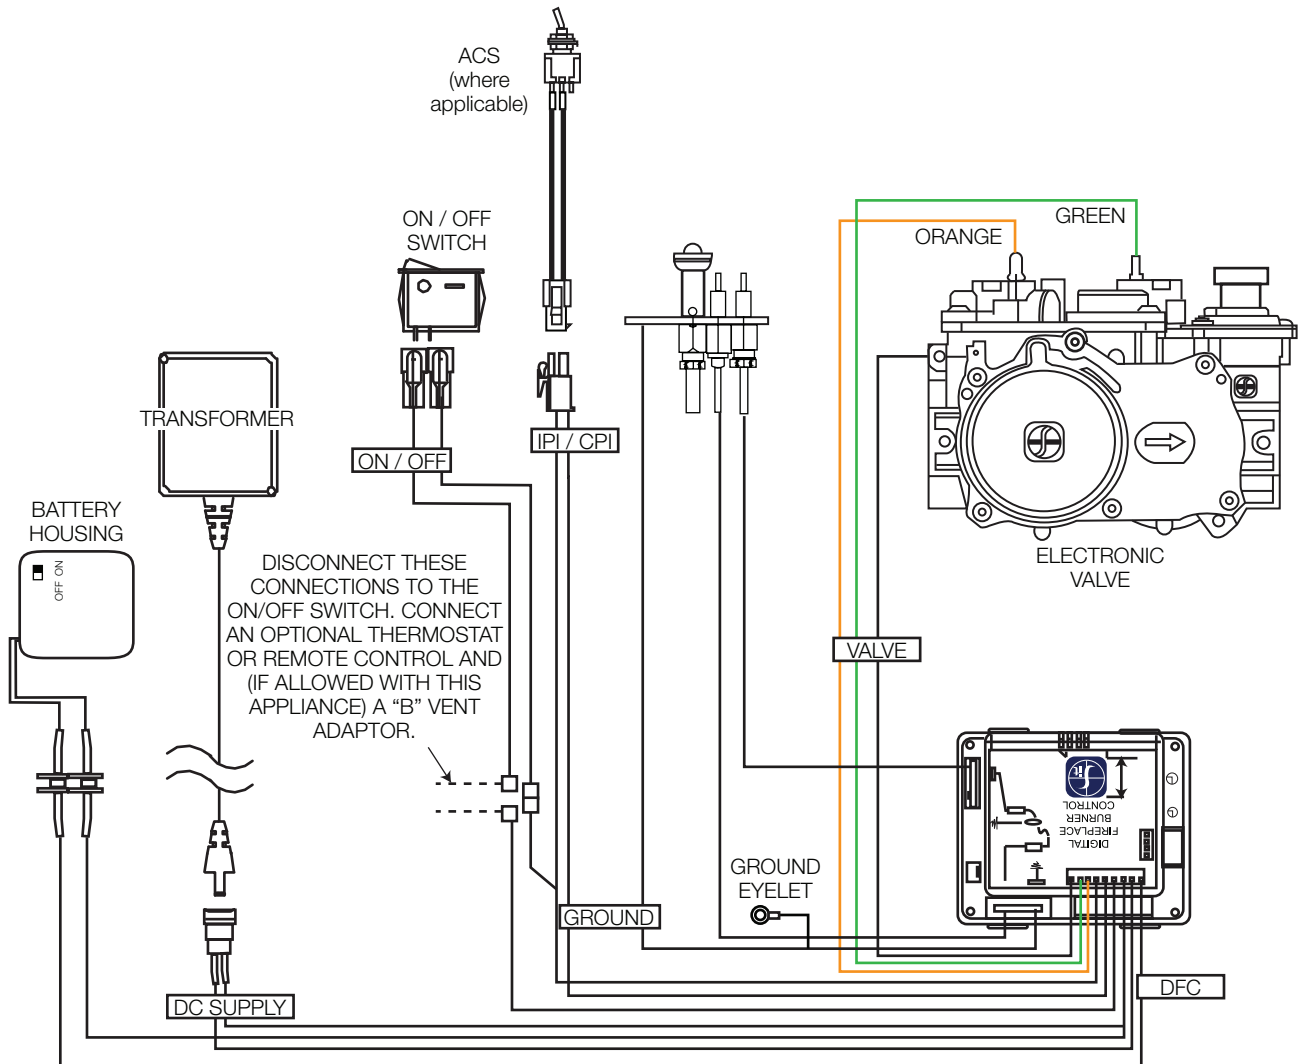 ACS
(where
applicable)
ON / OFF
SWITCH
GREEN
ORANGE
TRANSFORMER
ON / OFF
IPI / CPI
BATTERY
HOUSING
OFF ON
DISCONNECT THESE
CONNECTIONS TO THE
ON/OFF SWITCH. CONNECT
AN OPTIONAL THERMOSTAT
OR REMOTE CONTROL AND
(IF ALLOWED WITH THIS
APPLIANCE) A “B” VENT
ADAPTOR.
ELECTRONIC
VALVE
VALVE
DIGITAL
FIREPLACE
BURNER
CONTROL
GROUND
EYELET
GROUND
DFC
DC SUPPLY